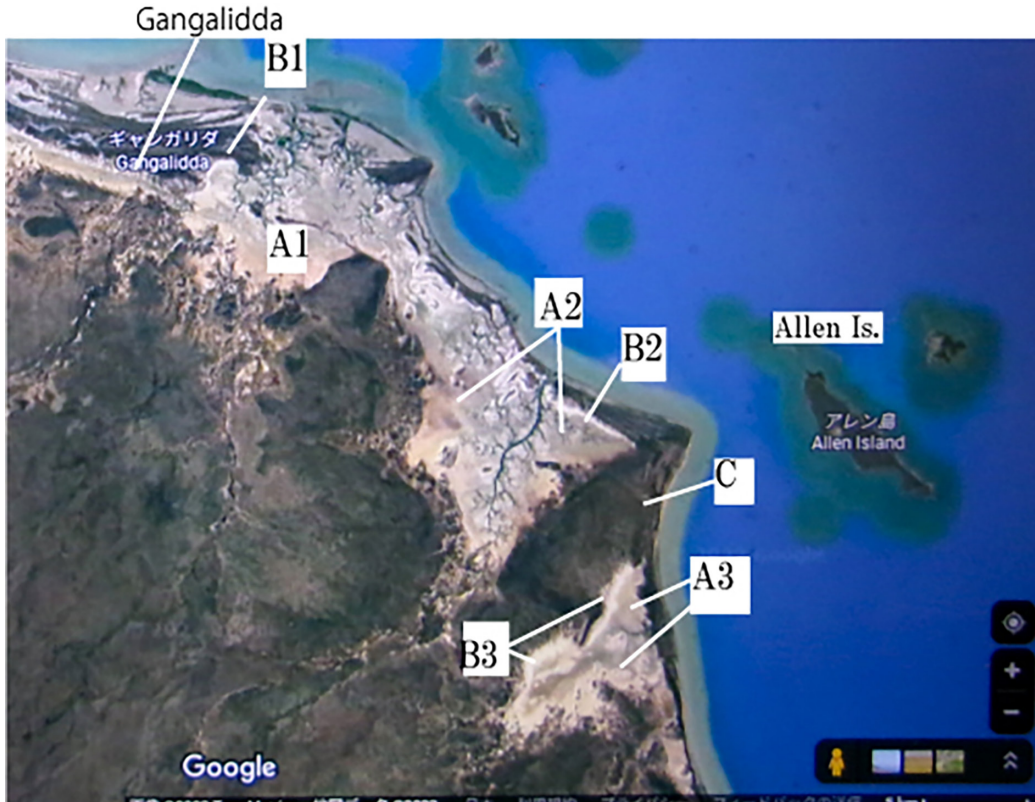 Gangalidda
B1
ギャンガリダ
Gangalidda
A1
A2
Allen Is.
B2
アレン島
Allen Island
C
A3
B3
Google